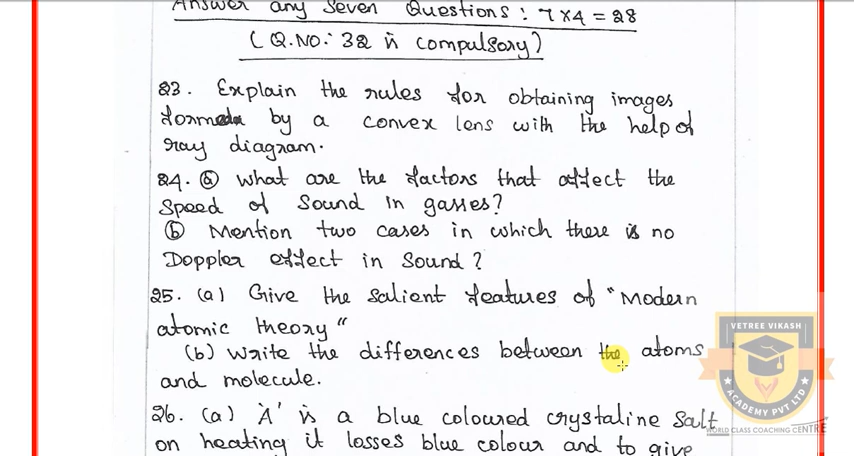 Answer any Seven Questions : 7 x 4 = 28
( Q.NO: 32 is compulsory )
23. Explain the rules for obtaining images
formed by a convex lens with the help of
ray diagram.
24. (a) What are the factors that affect the
Speed of Sound in gasses?
(b) Mention two cases in which there is no
Doppler effect in Sound ?
25. (a) Give the salient features of "Modern
atomic theory"
(b) Write the differences between the atoms
and molecule.
26. (a) 'A' is a blue coloured crystaline Salt
on heating it losses blue colour and to give
VETREE VIKASH
ACADEMY PVT LTD
WORLD CLASS COACHING CENTRE